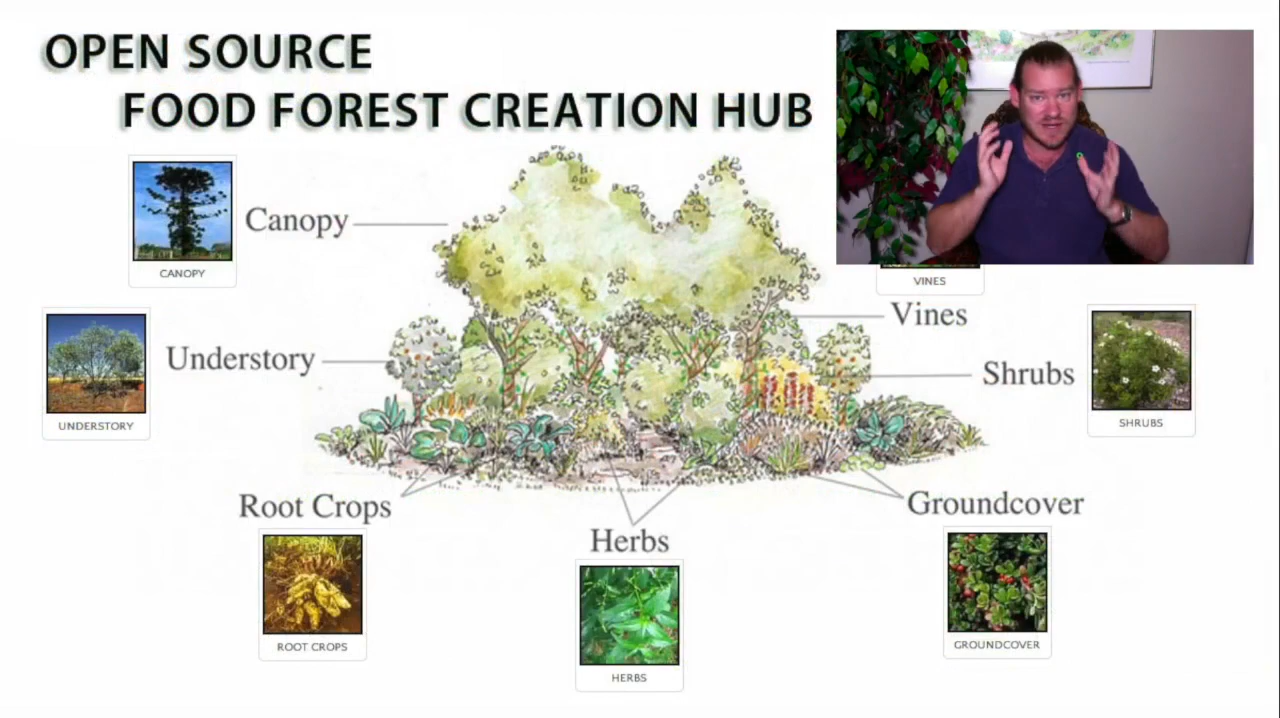 OPEN SOURCE
FOOD FOREST CREATION HUB
CANOPY
Canopy
VINES
Vines
UNDERSTORY
Understory
Shrubs
SHRUBS
Root Crops
ROOT CROPS
Herbs
HERBS
Groundcover
GROUNDCOVER